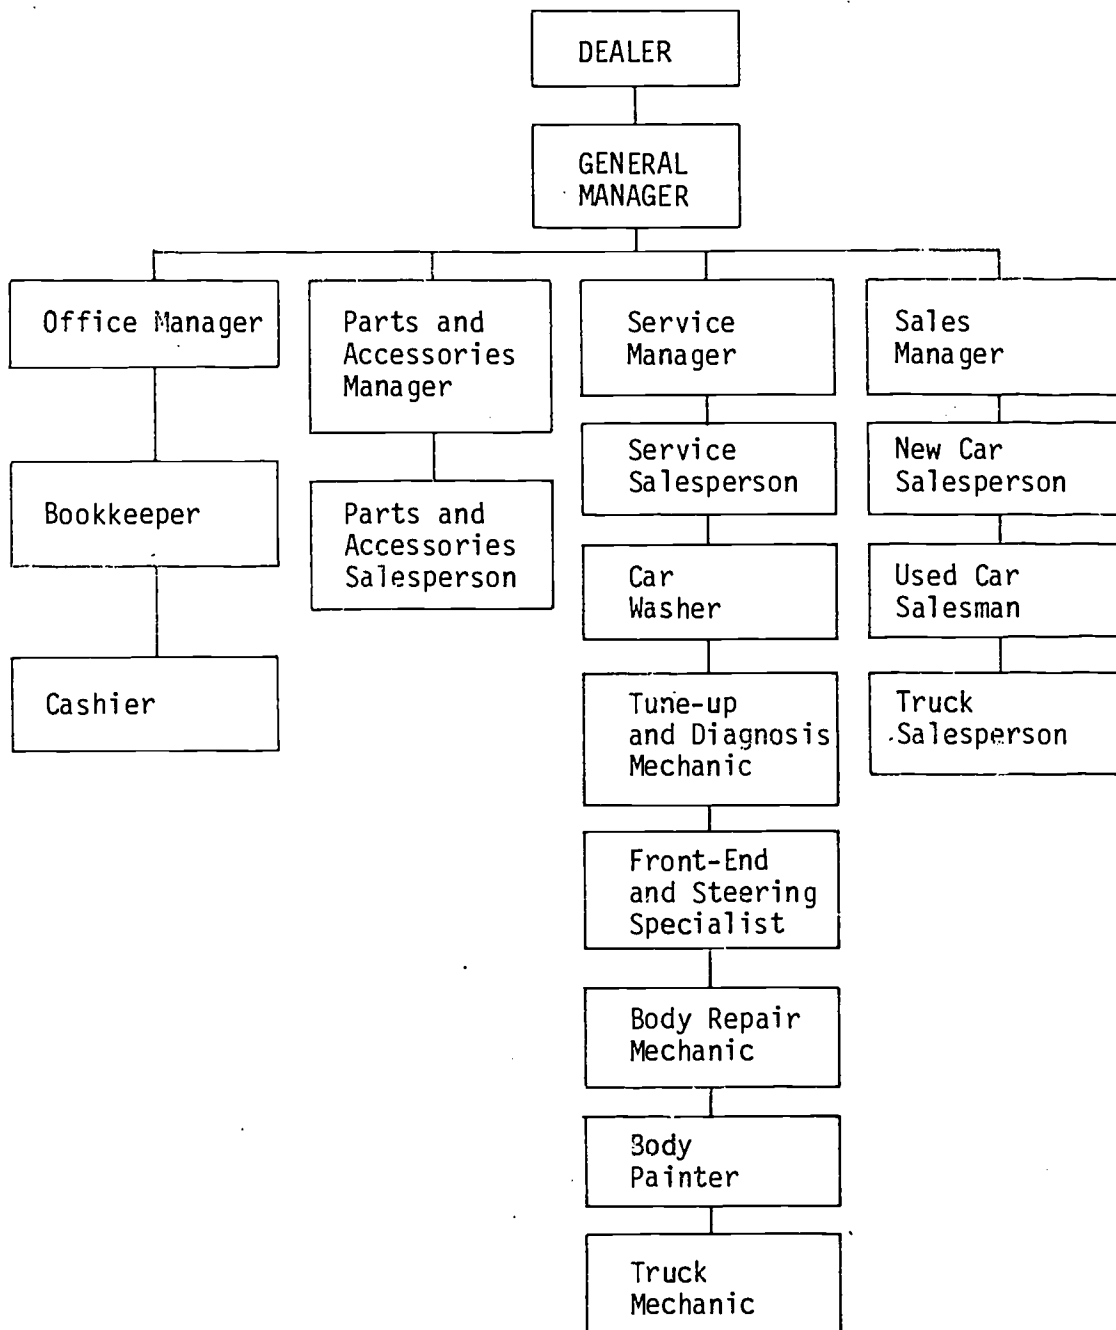 DEALER
GENERAL
MANAGER
Office Manager
Bookkeeper
Cashier
Parts and
Accessories
Manager
Parts and
Accessories
Salesperson
Service
Manager
Service
Salesperson
Car
Washer
Tune-up
and Diagnosis
Mechanic
Front-End
and Steering
Specialist
Body Repair
Mechanic
Body
Painter
Truck
Mechanic
Sales
Manager
New Car
Salesperson
Used Car
Salesman
Truck
Salesperson